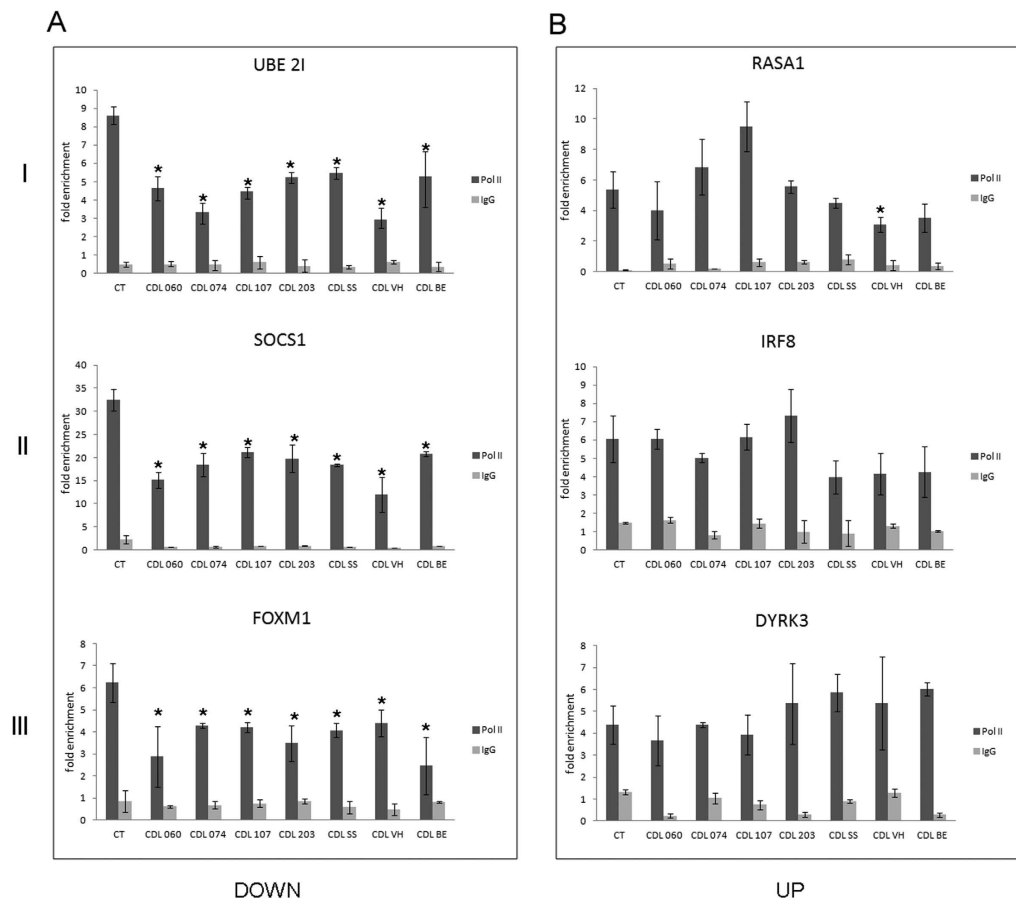 A
B
I
UBE 2I
fold enrichment
10
9
8
7
6
5
4
3
2
1
0
* * * * * * *
CT CDL 060 CDL 074 CDL 107 CDL 203 CDL SS CDL VH CDL BE
Pol II
IgG
II
SOCS1
fold enrichment
40
35
30
25
20
15
10
5
0
* * * * * * *
CT CDL 060 CDL 074 CDL 107 CDL 203 CDL SS CDL VH CDL BE
Pol II
IgG
III
FOXM1
fold enrichment
8
7
6
5
4
3
2
1
0
* * * * * * *
CT CDL 060 CDL 074 CDL 107 CDL 203 CDL SS CDL VH CDL BE
Pol II
IgG
DOWN
RASA1
fold enrichment
12
10
8
6
4
2
0
*
CT CDL 060 CDL 074 CDL 107 CDL 203 CDL SS CDL VH CDL BE
Pol II
IgG
IRF8
fold enrichment
10
9
8
7
6
5
4
3
2
1
0
CT CDL 060 CDL 074 CDL 107 CDL 203 CDL SS CDL VH CDL BE
Pol II
IgG
DYRK3
fold enrichment
8
7
6
5
4
3
2
1
0
CT CDL 060 CDL 074 CDL 107 CDL 203 CDL SS CDL VH CDL BE
Pol II
IgG
UP